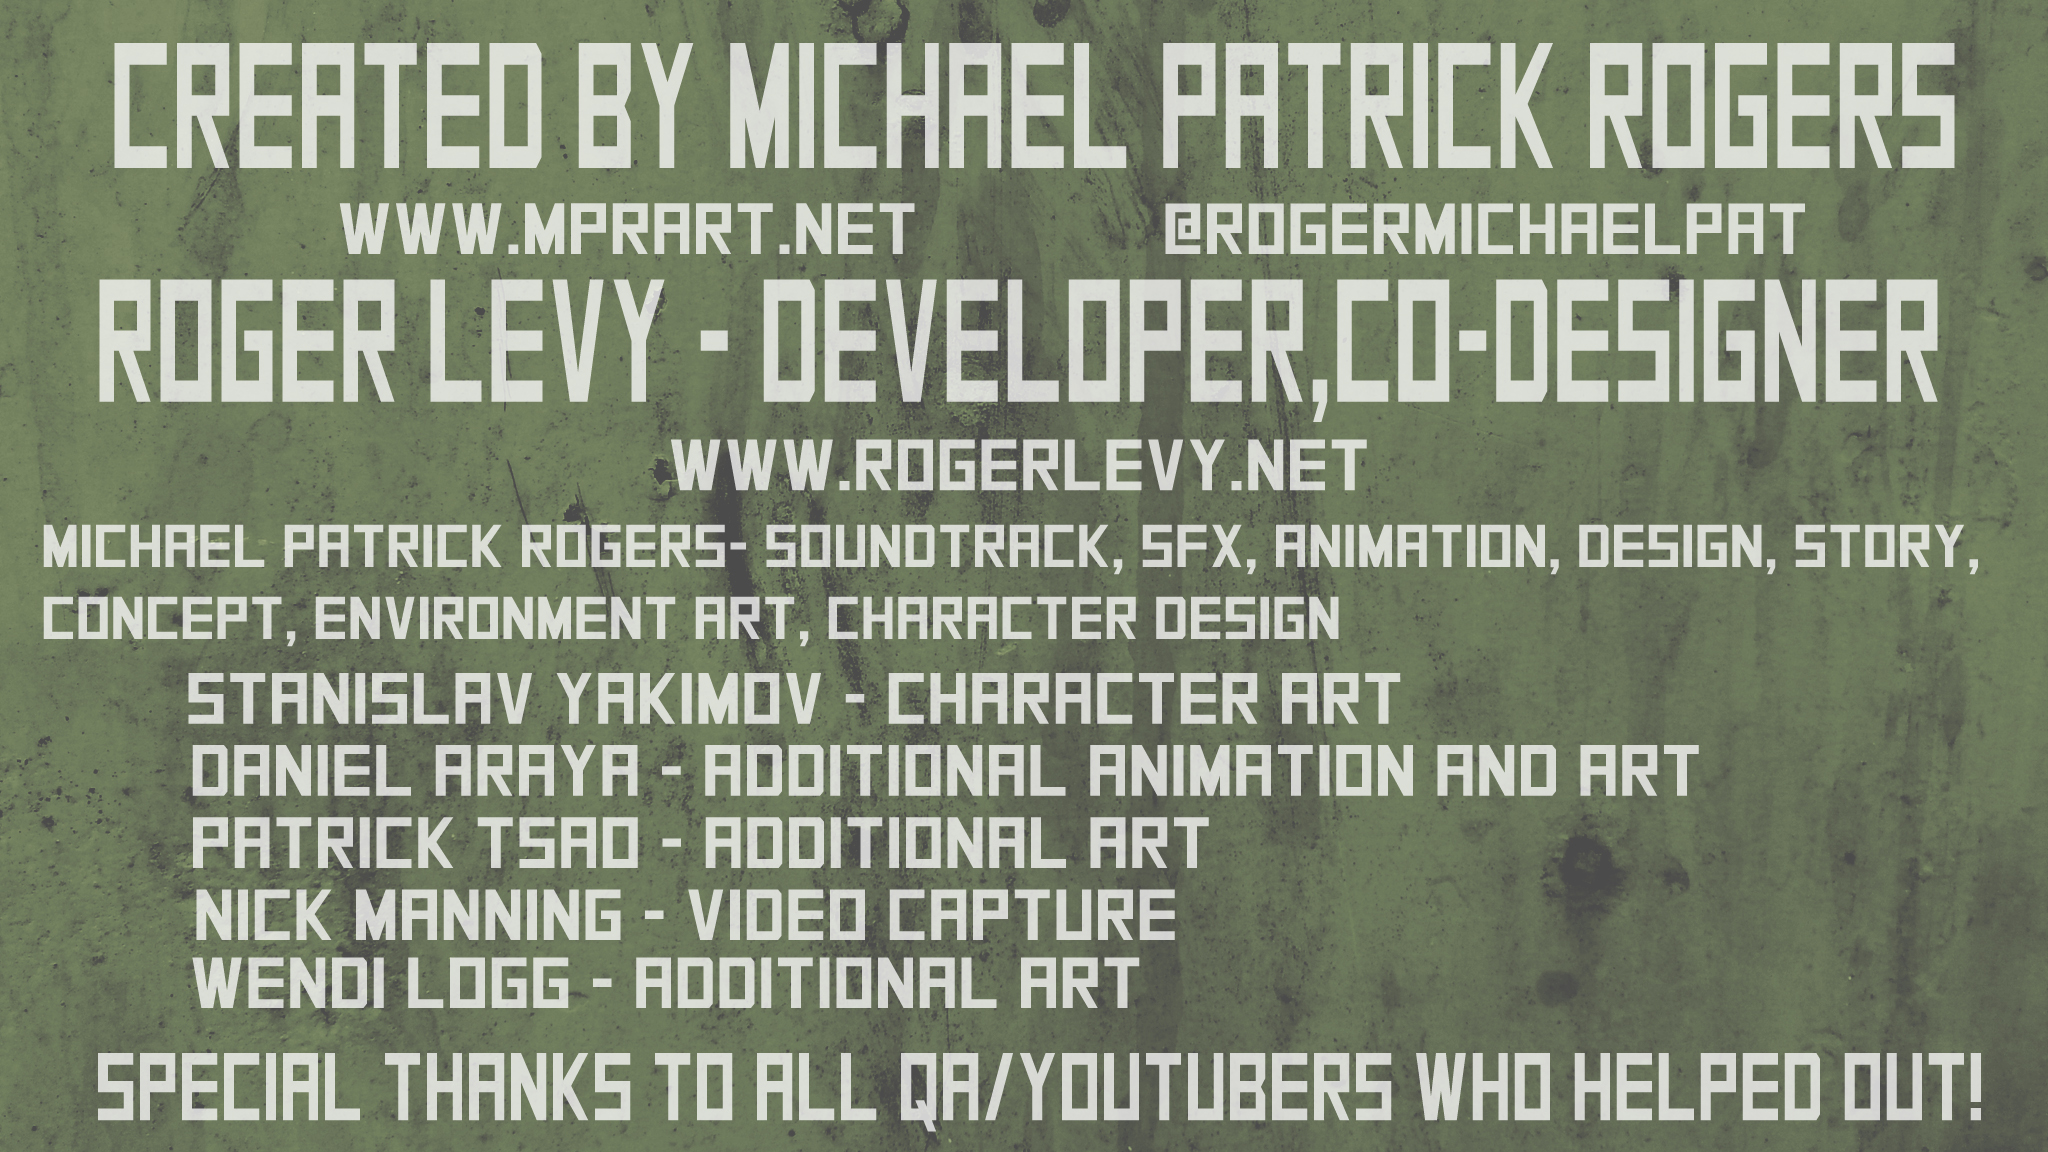 CREATED BY MICHAEL PATRICK ROGERS
WWW.MPRART.NET @ROGERMICHAELPAT
ROGER LEVY - DEVELOPER,CO-DESIGNER
WWW.ROGERLEVY.NET
MICHAEL PATRICK ROGERS- SOUNDTRACK, SFX, ANIMATION, DESIGN, STORY,
CONCEPT, ENVIRONMENT ART, CHARACTER DESIGN
STANISLAV YAKIMOV - CHARACTER ART
DANIEL ARAYA - ADDITIONAL ANIMATION AND ART
PATRICK TSAO - ADDITIONAL ART
NICK MANNING - VIDEO CAPTURE
WENDI LOGG - ADDITIONAL ART
SPECIAL THANKS TO ALL QA/YOUTUBERS WHO HELPED OUT!